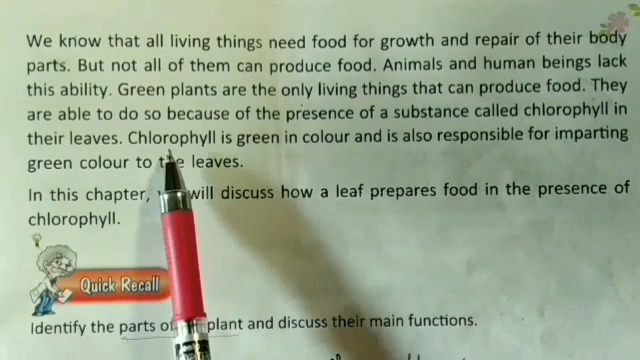 We know that all living things need food for growth and repair of their body
parts. But not all of them can produce food. Animals and human beings lack
this ability. Green plants are the only living things that can produce food. They
are able to do so because of the presence of a substance called chlorophyll in
their leaves. Chlorophyll is green in colour and is also responsible for imparting
green colour to the leaves.
In this chapter, will discuss how a leaf prepares food in the presence of
chlorophyll.
Quick Recall
Identify the parts of plant and discuss their main functions.